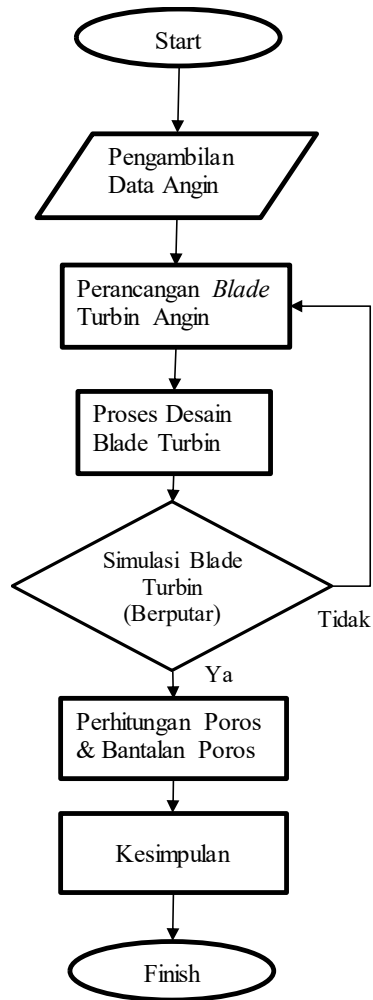 Start
Pengambilan
Data Angin
Perancangan Blade
Turbin Angin
Proses Desain
Blade Turbin
Simulasi Blade
Turbin
(Berputar)
Tidak
Ya
Perhitungan Poros
& Bantalan Poros
Kesimpulan
Finish